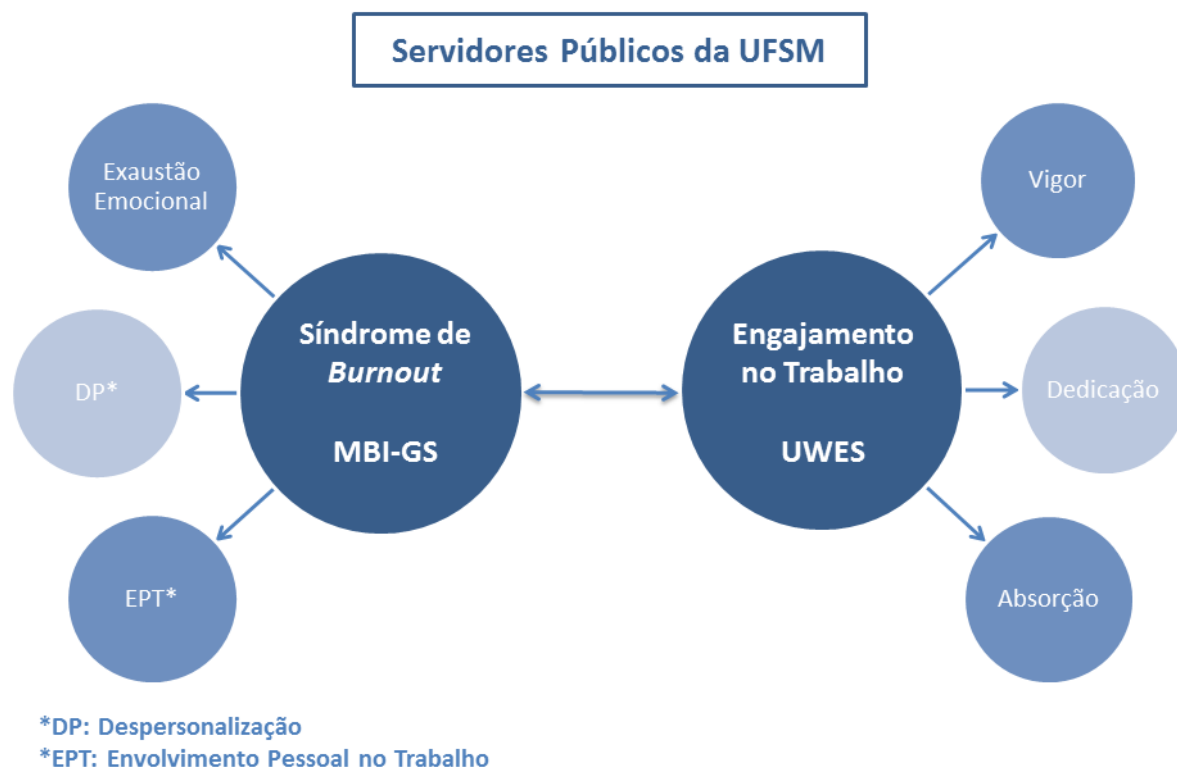 Servidores Públicos da UFSM
Exaustão
Emocional
DP*
EPT*
Síndrome de
Burnout
MBI-GS
Engajamento
no Trabalho
UWES
Vigor
Dedicação
Absorção
*DP: Despersonalização
*EPT: Envolvimento Pessoal no Trabalho